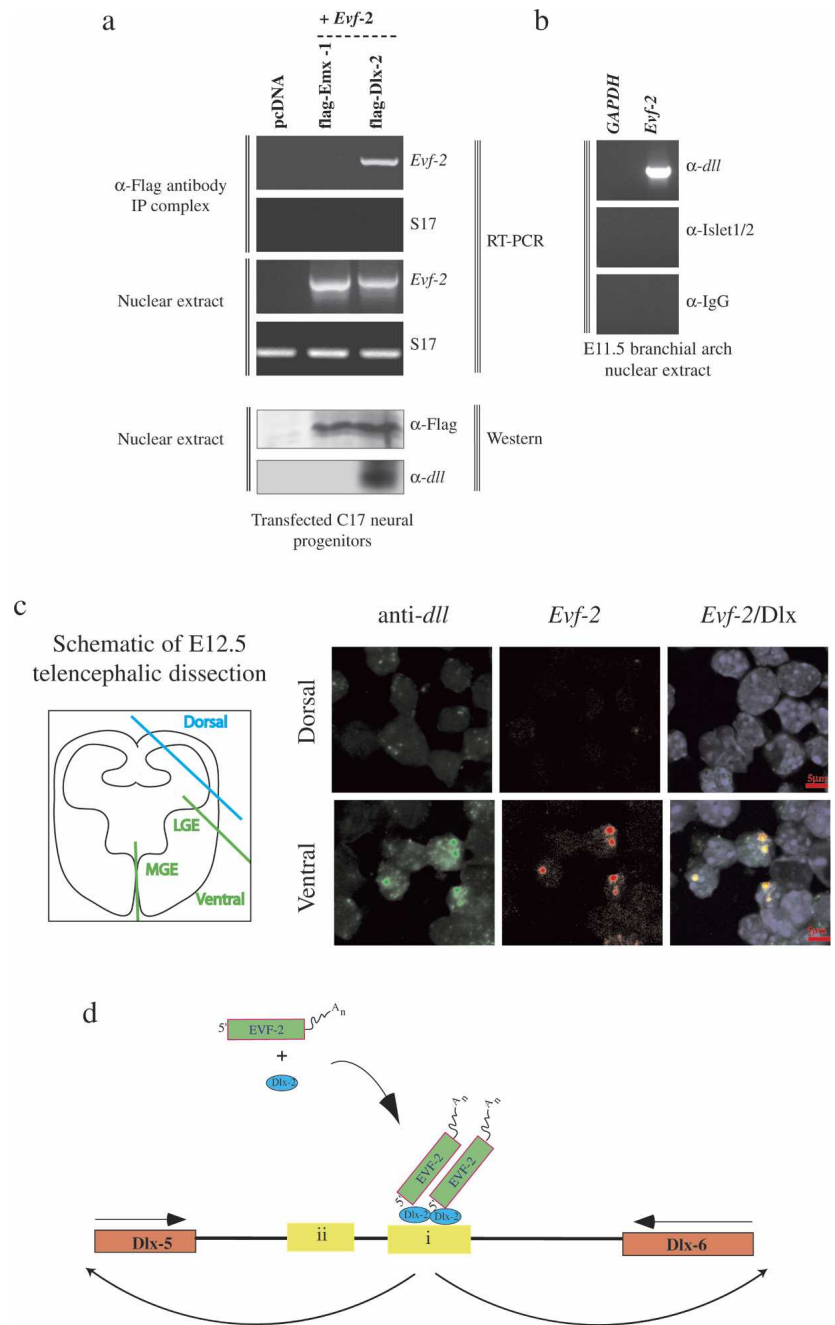 a
+ Evf-2
pcDNA
flag-Emx -1
flag-Dlx-2
α-Flag antibody
IP complex
Evf-2
S17
Nuclear extract
Evf-2
S17
RT-PCR
Nuclear extract
α-Flag
α-dll
Western
Transfected C17 neural
progenitors
b
GAPDH
Evf-2
α-dll
α-Islet1/2
α-IgG
E11.5 branchial arch
nuclear extract
c
Schematic of E12.5
telencephalic dissection
Dorsal
LGE
MGE
Ventral
anti-dll
Evf-2
Evf-2/Dlx
Dorsal
5µm
Ventral
d
5' EVF-2 An
+
Dlx-2
An
An
EVF-2
EVF-2
5'
5'
Dlx-2
Dlx-2
Dlx-5
ii
i
Dlx-6